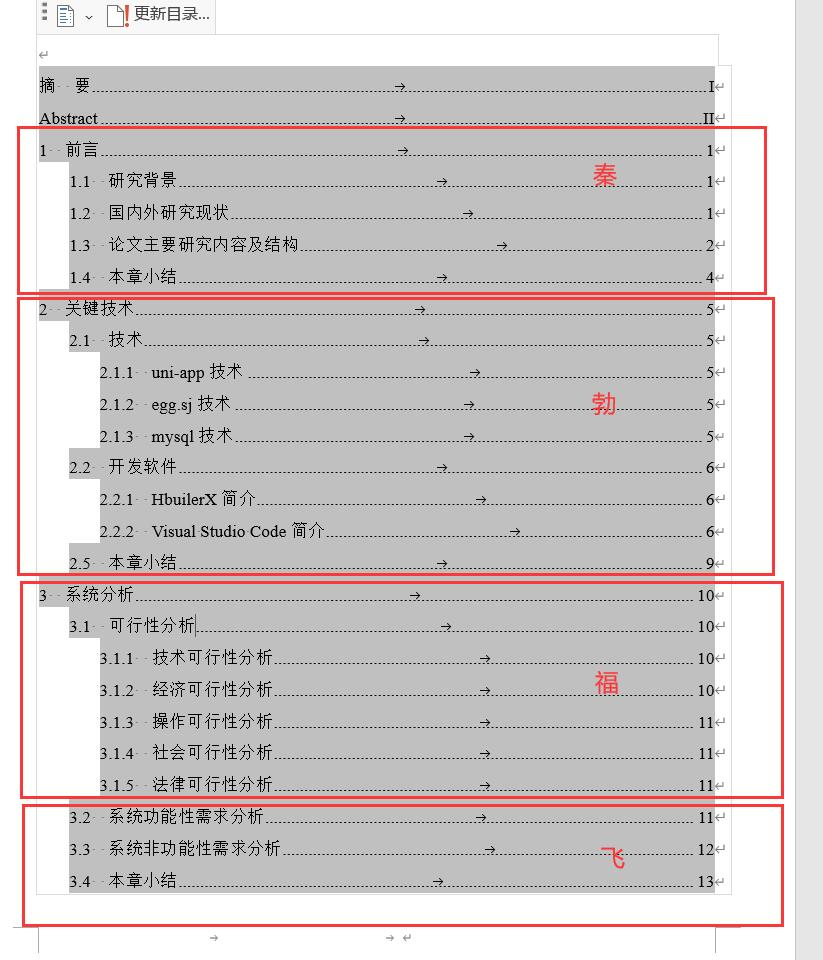 更新目录...
摘 要 → I
Abstract → II
1 前言 → 1
秦
1.1 研究背景 → 1
1.2 国内外研究现状 → 1
1.3 论文主要研究内容及结构 → 2
1.4 本章小结 → 4
2 关键技术 → 5
2.1 技术 → 5
2.1.1 uni-app 技术 → 5
2.1.2 egg.sj 技术 → 5
勃
2.1.3 mysql 技术 → 5
2.2 开发软件 → 6
2.2.1 HbuilerX 简介 → 6
2.2.2 Visual Studio Code 简介 → 6
2.5 本章小结 → 9
3 系统分析 → 10
3.1 可行性分析 → 10
3.1.1 技术可行性分析 → 10
3.1.2 经济可行性分析 → 10
福
3.1.3 操作可行性分析 → 11
3.1.4 社会可行性分析 → 11
3.1.5 法律可行性分析 → 11
3.2 系统功能性需求分析 → 11
3.3 系统非功能性需求分析 → 12
飞
3.4 本章小结 → 13